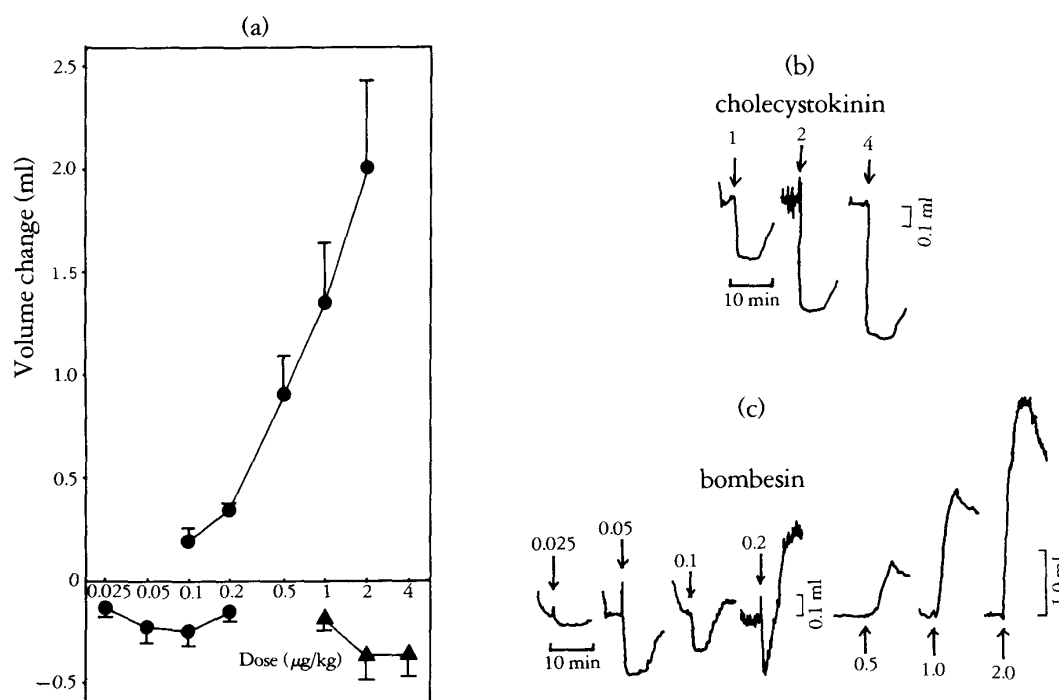 (a)
Volume change (ml)
2.5
2.0
1.5
1.0
0.5
0
-0.5
0.025 0.05 0.1 0.2 0.5 1 2 4
Dose (μg/kg)
(b)
cholecystokinin
1 2 4
0.1 ml
10 min
(c)
bombesin
0.025 0.05 0.1 0.2
0.1 ml
10 min
1.0 ml
0.5 1.0 2.0